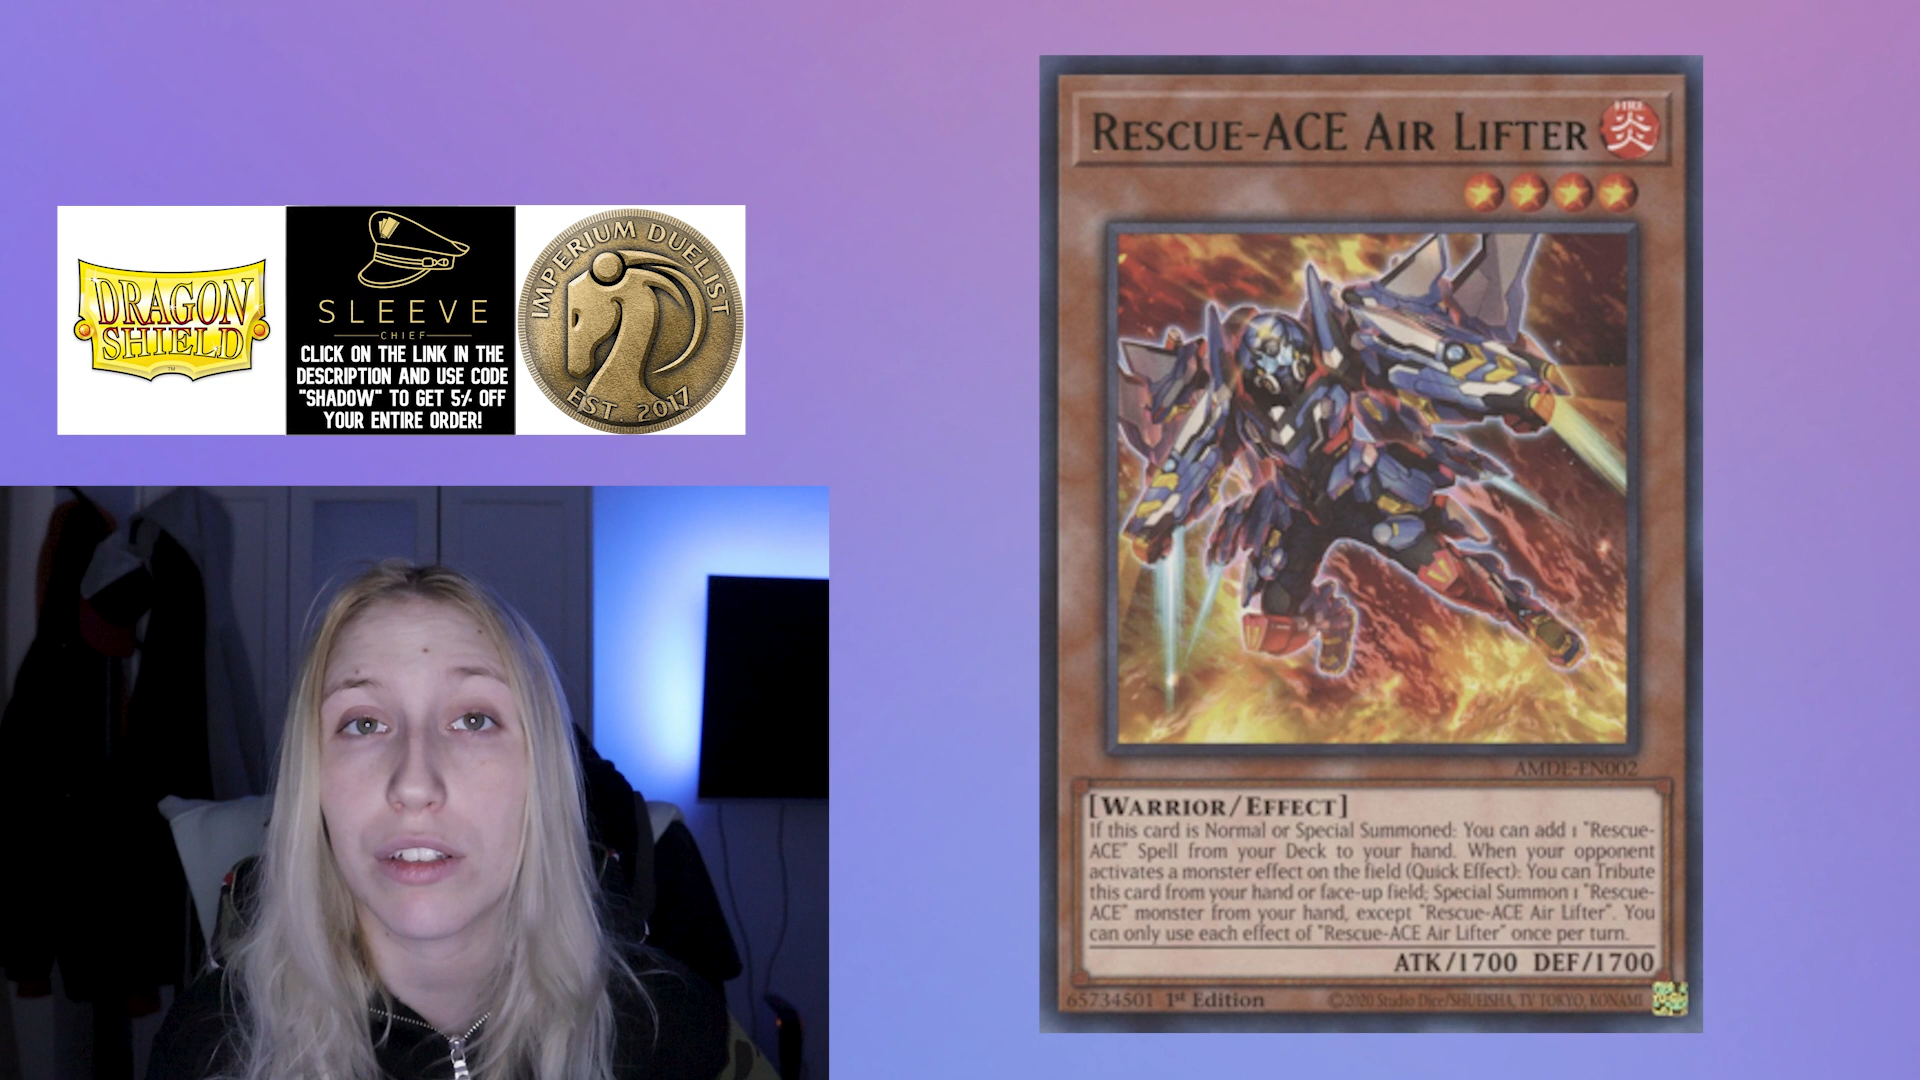 DRAGON
SHIELD
TM
SLEEVE
CHIEF
CLICK ON THE LINK IN THE
DESCRIPTION AND USE CODE
"SHADOW" TO GET 5% OFF
YOUR ENTIRE ORDER!
IMPERIUM DUELIST
EST. 2017
RESCUE-ACE AIR LIFTER
FIRE
炎
AMDE-EN002
[WARRIOR/EFFECT]
If this card is Normal or Special Summoned: You can add 1 "Rescue-
ACE" Spell from your Deck to your hand. When your opponent
activates a monster effect on the field (Quick Effect): You can Tribute
this card from your hand or face-up field; Special Summon 1 "Rescue-
ACE" monster from your hand, except "Rescue-ACE Air Lifter". You
can only use each effect of "Rescue-ACE Air Lifter" once per turn.
ATK/1700 DEF/1700
65734501 1st Edition
©2020 Studio Dice/SHUEISHA, TV TOKYO, KONAMI